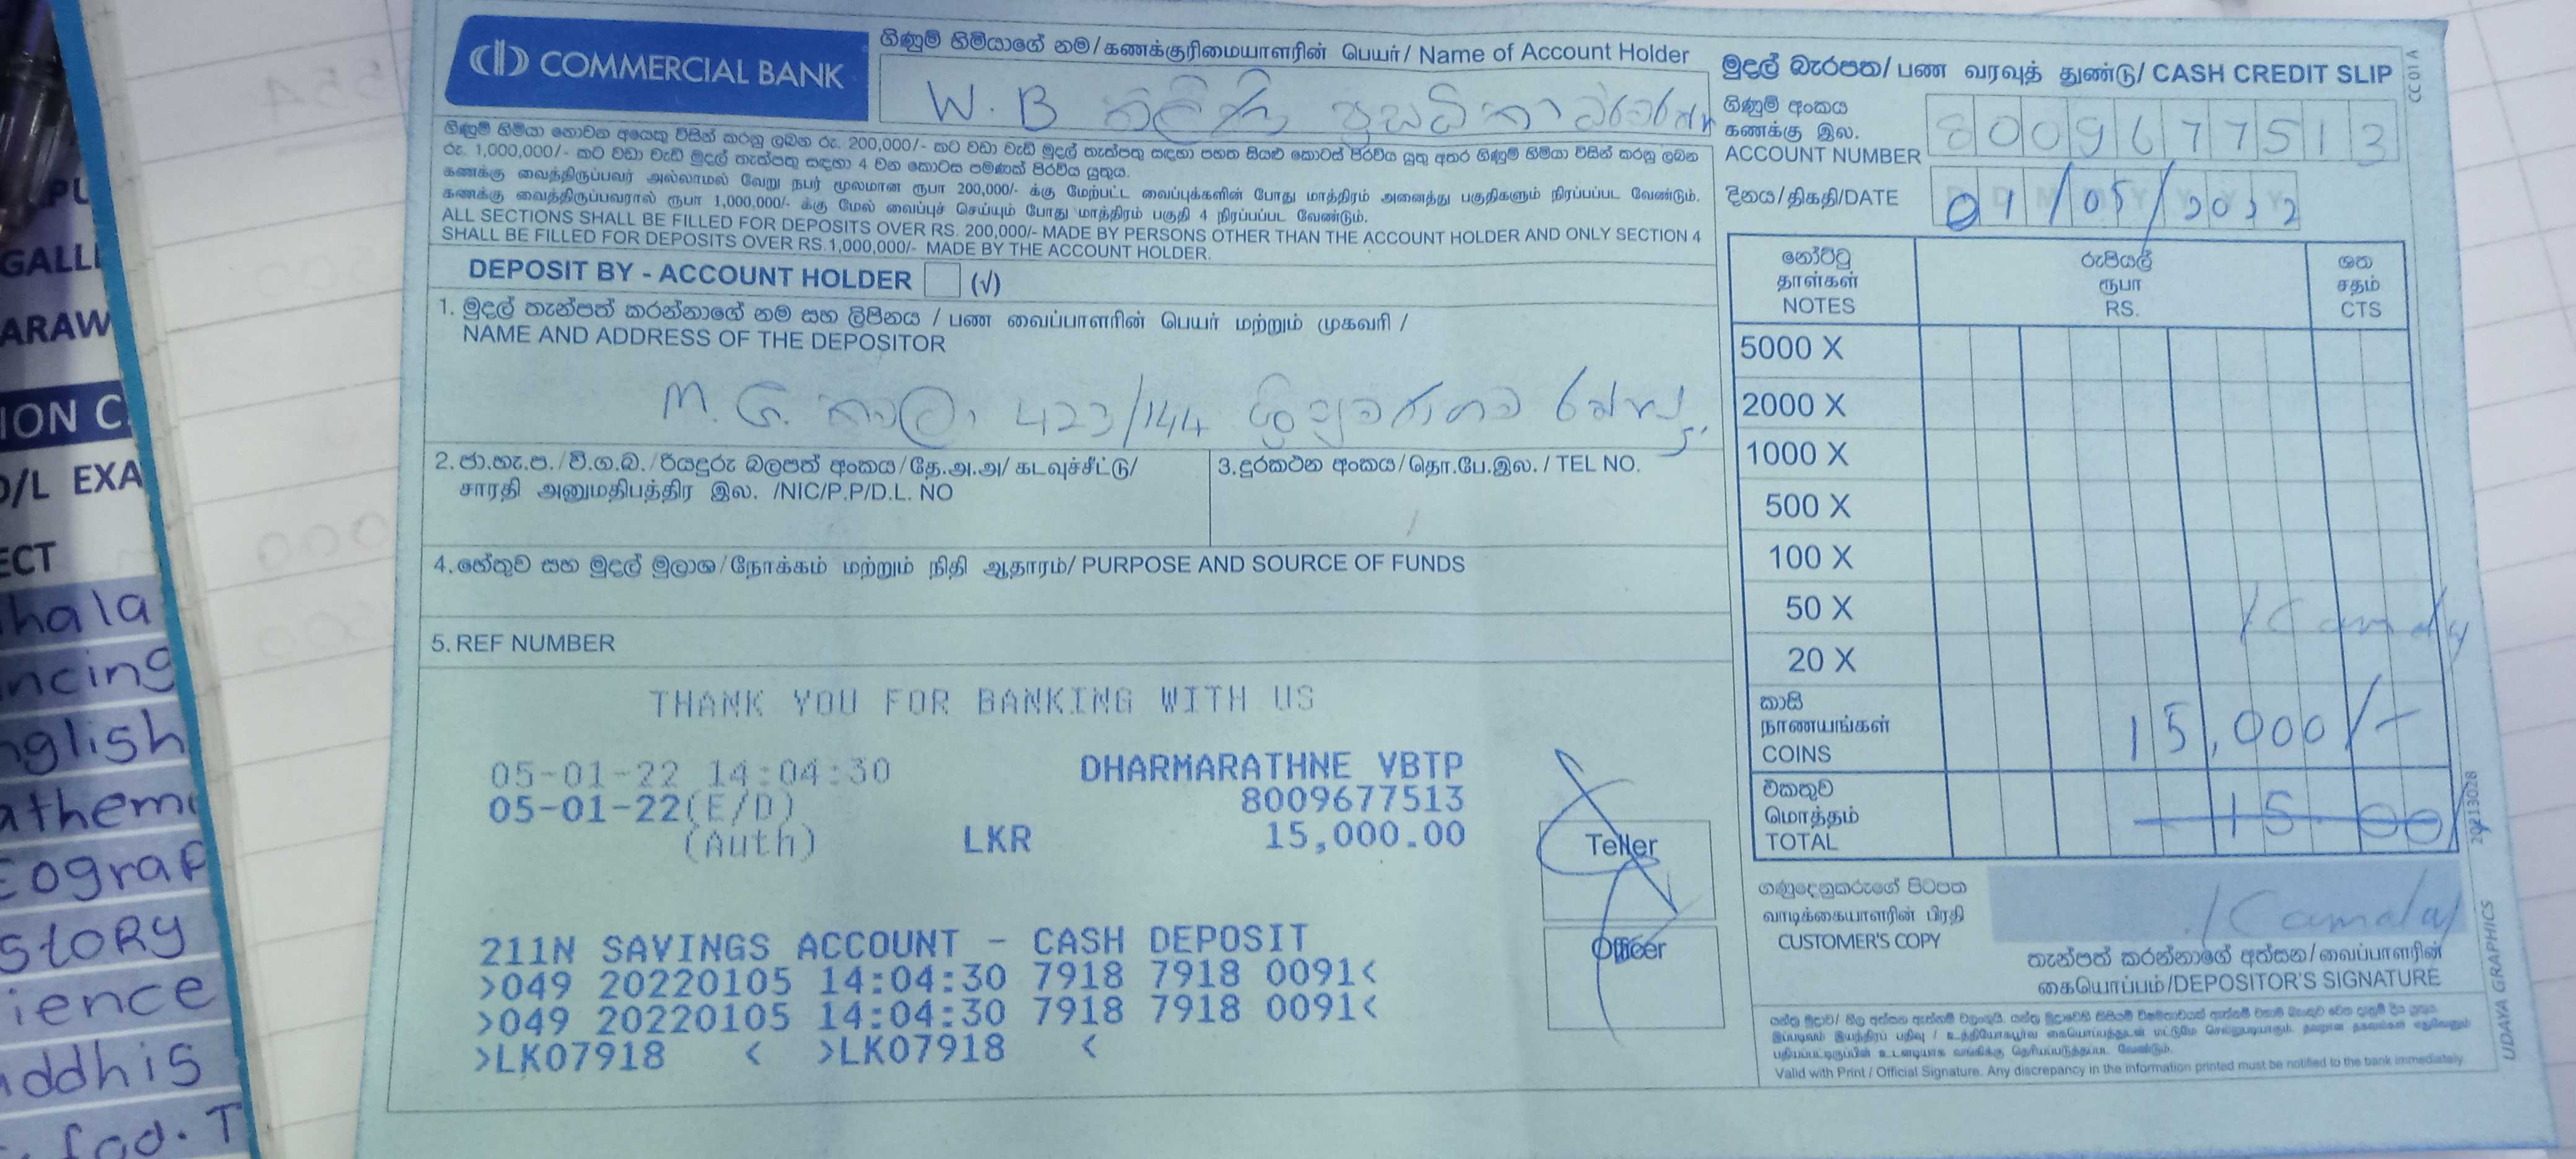 COMMERCIAL BANK
ගිණුම් හිමියාගේ නම/கணக்குரிமையாளரின் பெயர்/ Name of Account Holder
W. B
මුදල් බැරපත/ பண வரவுத் துண்டு/ CASH CREDIT SLIP
ගිණුම් අංකය
கணக்கு இல.
ACCOUNT NUMBER
8009677513
දිනය/திகதி/DATE
01/05/2022
ගිණුම් හිමියා නොවන අයෙකු විසින් කරනු ලබන රු. 200,000/- කට වඩා වැඩි මුදල් තැන්පතු සඳහා පහත සියළු කොටස් පිරවිය යුතු අතර ගිණුම් හිමියා විසින් කරනු ලබන
රු. 1,000,000/- කට වඩා වැඩි මුදල් තැන්පතු සඳහා 4 වන කොටස පමණක් පිරවිය යුතුය.
கணக்கு வைத்திருப்பவர் அல்லாமல் வேறு நபர் மூலமான ரூபா 200,000/- க்கு மேற்பட்ட வைப்புக்களின் போது மாத்திரம் அனைத்து பகுதிகளும் நிரப்பப்பட வேண்டும்.
கணக்கு வைத்திருப்பவரால் ரூபா 1,000,000/- க்கு மேல் வைப்புச் செய்யும் போது மாத்திரம் பகுதி 4 நிரப்பப்பட வேண்டும்.
ALL SECTIONS SHALL BE FILLED FOR DEPOSITS OVER RS. 200,000/- MADE BY PERSONS OTHER THAN THE ACCOUNT HOLDER AND ONLY SECTION 4
SHALL BE FILLED FOR DEPOSITS OVER RS.1,000,000/- MADE BY THE ACCOUNT HOLDER.
DEPOSIT BY - ACCOUNT HOLDER (√)
1. මුදල් තැන්පත් කරන්නාගේ නම සහ ලිපිනය / பண வைப்பாளரின் பெயர் மற்றும் முகவரி /
NAME AND ADDRESS OF THE DEPOSITOR
M. G. 423/144
2. ජා.හැ.ප./වි.ග.බ./රියදුරු බලපත් අංකය/தே.அ.அ/கடவுச்சீட்டு/
சாரதி அனுமதிபத்திர இல. /NIC/P.P/D.L. NO
3. දුරකථන අංකය/தொ.பே.இல. / TEL NO.
4. හේතුව සහ මුදල් මූලාශ/நோக்கம் மற்றும் நிதி ஆதாரம்/ PURPOSE AND SOURCE OF FUNDS
5. REF NUMBER
THANK YOU FOR BANKING WITH US
05-01-22 14:04:30 DHARMARATHNE VBTP
05-01-22(E/D) 8009677513
(Auth) LKR 15,000.00
211N SAVINGS ACCOUNT - CASH DEPOSIT
>049 20220105 14:04:30 7918 7918 0091<
>049 20220105 14:04:30 7918 7918 0091<
>LK07918 < >LK07918 <
Teller
Officer
නෝට්ටු
தாள்கள்
NOTES
රුපියල්
ரூபா
RS.
ශත
சதம்
CTS
5000 X
2000 X
1000 X
500 X
100 X
50 X
20 X
කාසි
நாணயங்கள்
COINS
15,000/-
එකතුව
மொத்தம்
TOTAL
ගණුදෙනුකරුගේ පිටපත
வாடிக்கையாளரின் பிரதி
CUSTOMER'S COPY
තැන්පත් කරන්නාගේ අත්සන/வைப்பாளரின்
கையொப்பம்/DEPOSITOR'S SIGNATURE
Valid with Print / Official Signature. Any discrepancy in the information printed must be notified to the bank immediately.
UDAYA GRAPHICS
GALL
ARAW
ION C
O/L EXA
ECT
hala
ncing
nglish
athem
ograp
story
ience
ddhis